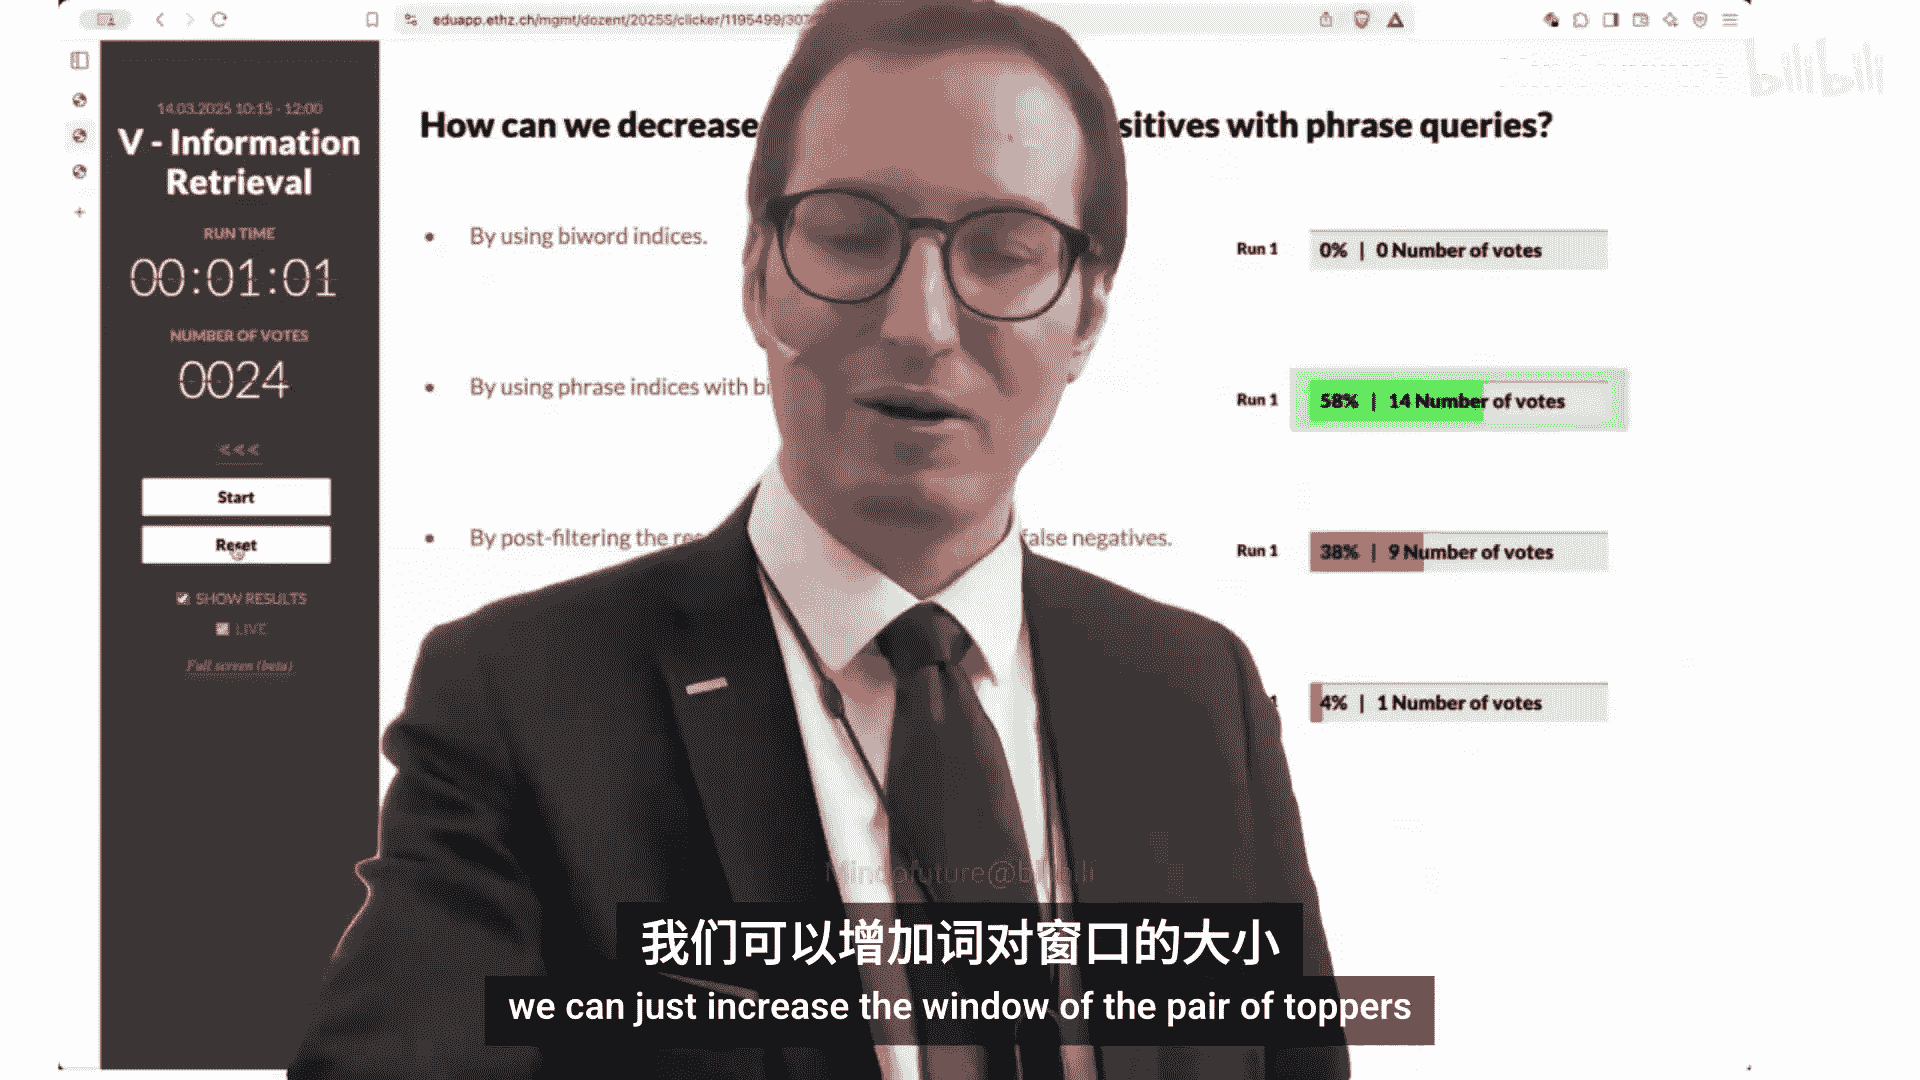 eduapp.ethz.ch/mgmt/dozent/2025S/clicker/1195499/307
bilibili
14.03.2025 10:15 - 12:00
V - Information
Retrieval
RUN TIME
00:01:01
NUMBER OF VOTES
0024
<<<
Start
Reset
SHOW RESULTS
LIVE
Full screen (beta)
How can we decrease sitives with phrase queries?
By using biword indices.
Run 1 0% | 0 Number of votes
By using phrase indices with bi
Run 1 58% | 14 Number of votes
By post-filtering the false negatives.
Run 1 38% | 9 Number of votes
4% | 1 Number of votes
Mindofuture@bilibili
我们可以增加词对窗口的大小
we can just increase the window of the pair of toppers